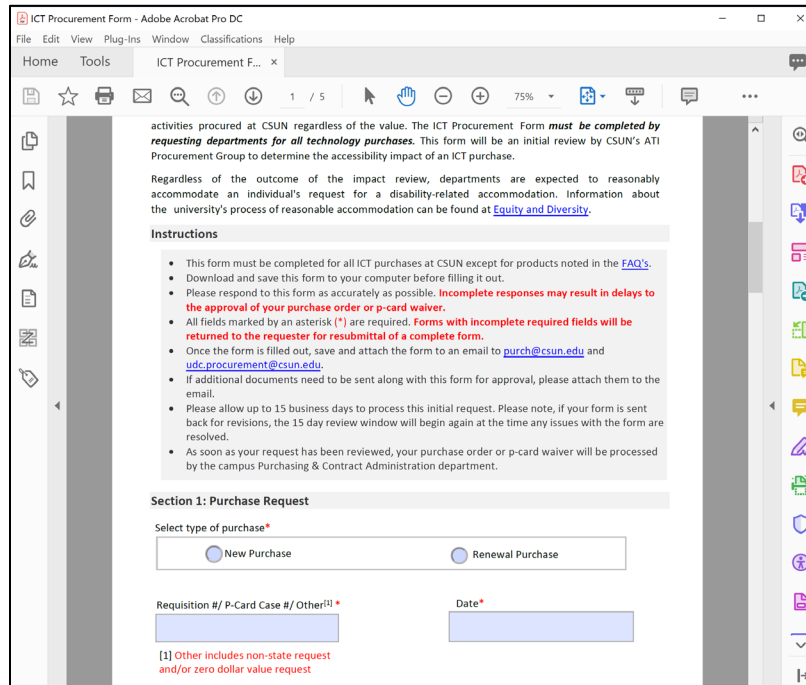 ICT Procurement Form - Adobe Acrobat Pro DC
File Edit View Plug-Ins Window Classifications Help
Home Tools ICT Procurement F... ×
1 / 5 75%
activities procured at CSUN regardless of the value. The ICT Procurement Form must be completed by
requesting departments for all technology purchases. This form will be an initial review by CSUN's ATI
Procurement Group to determine the accessibility impact of an ICT purchase.
Regardless of the outcome of the impact review, departments are expected to reasonably
accommodate an individual's request for a disability-related accommodation. Information about
the university's process of reasonable accommodation can be found at Equity and Diversity.
Instructions
• This form must be completed for all ICT purchases at CSUN except for products noted in the FAQ's.
• Download and save this form to your computer before filling it out.
• Please respond to this form as accurately as possible. Incomplete responses may result in delays to
the approval of your purchase order or p-card waiver.
• All fields marked by an asterisk (*) are required. Forms with incomplete required fields will be
returned to the requester for resubmittal of a complete form.
• Once the form is filled out, save and attach the form to an email to purch@csun.edu and
udc.procurement@csun.edu.
• If additional documents need to be sent along with this form for approval, please attach them to the
email.
• Please allow up to 15 business days to process this initial request. Please note, if your form is sent
back for revisions, the 15 day review window will begin again at the time any issues with the form are
resolved.
• As soon as your request has been reviewed, your purchase order or p-card waiver will be processed
by the campus Purchasing & Contract Administration department.
Section 1: Purchase Request
Select type of purchase*
New Purchase Renewal Purchase
Requisition #/ P-Card Case #/ Other[1] * Date*
[1] Other includes non-state request
and/or zero dollar value request